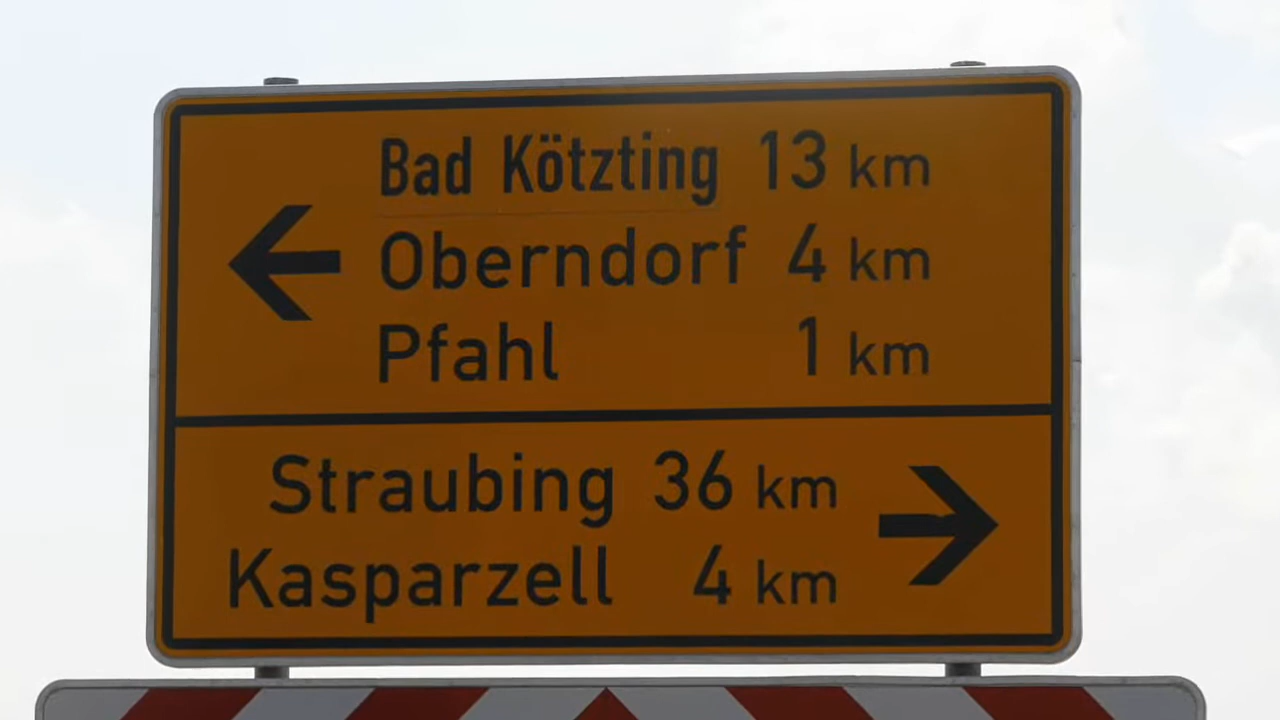 Bad Kötzting 13 km
Oberndorf 4 km
Pfahl 1 km
Straubing 36 km
Kasparzell 4 km